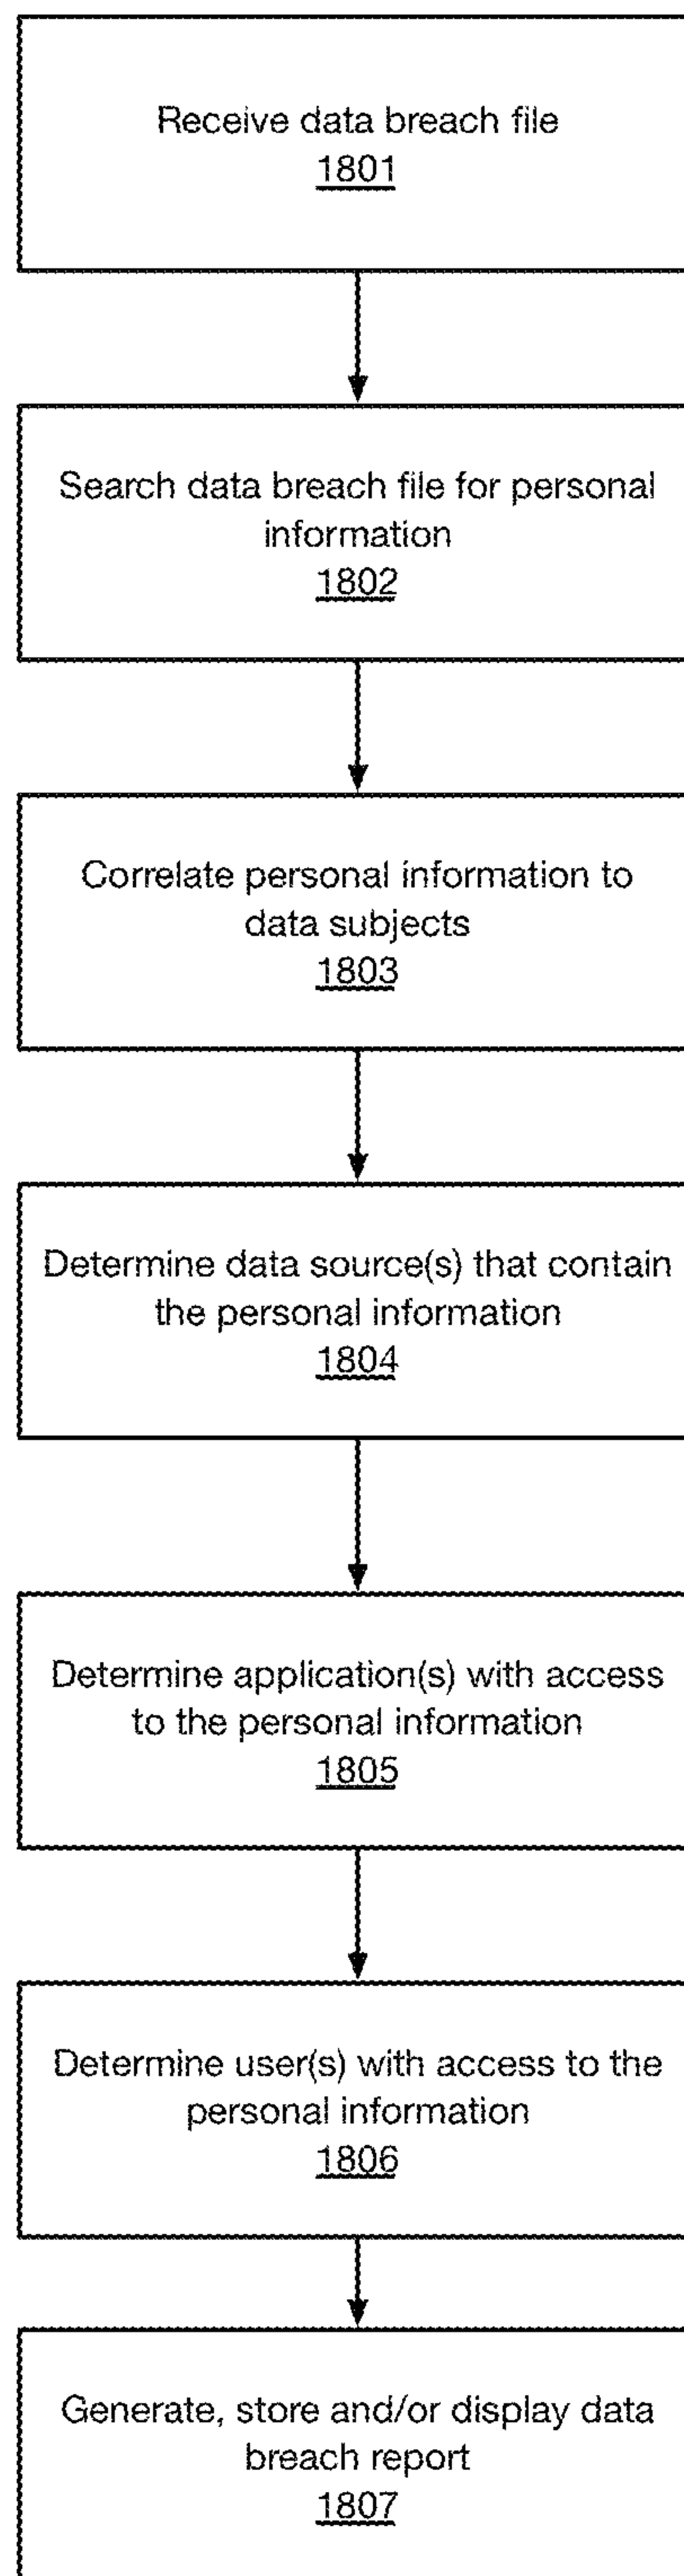 Receive data breach file
1801
Search data breach file for personal
information
1802
Correlate personal information to
data subjects
1803
Determine data source(s) that contain
the personal information
1804
Determine application(s) with access
to the personal information
1805
Determine user(s) with access to the
personal information
1806
Generate, store and/or display data
breach report
1807